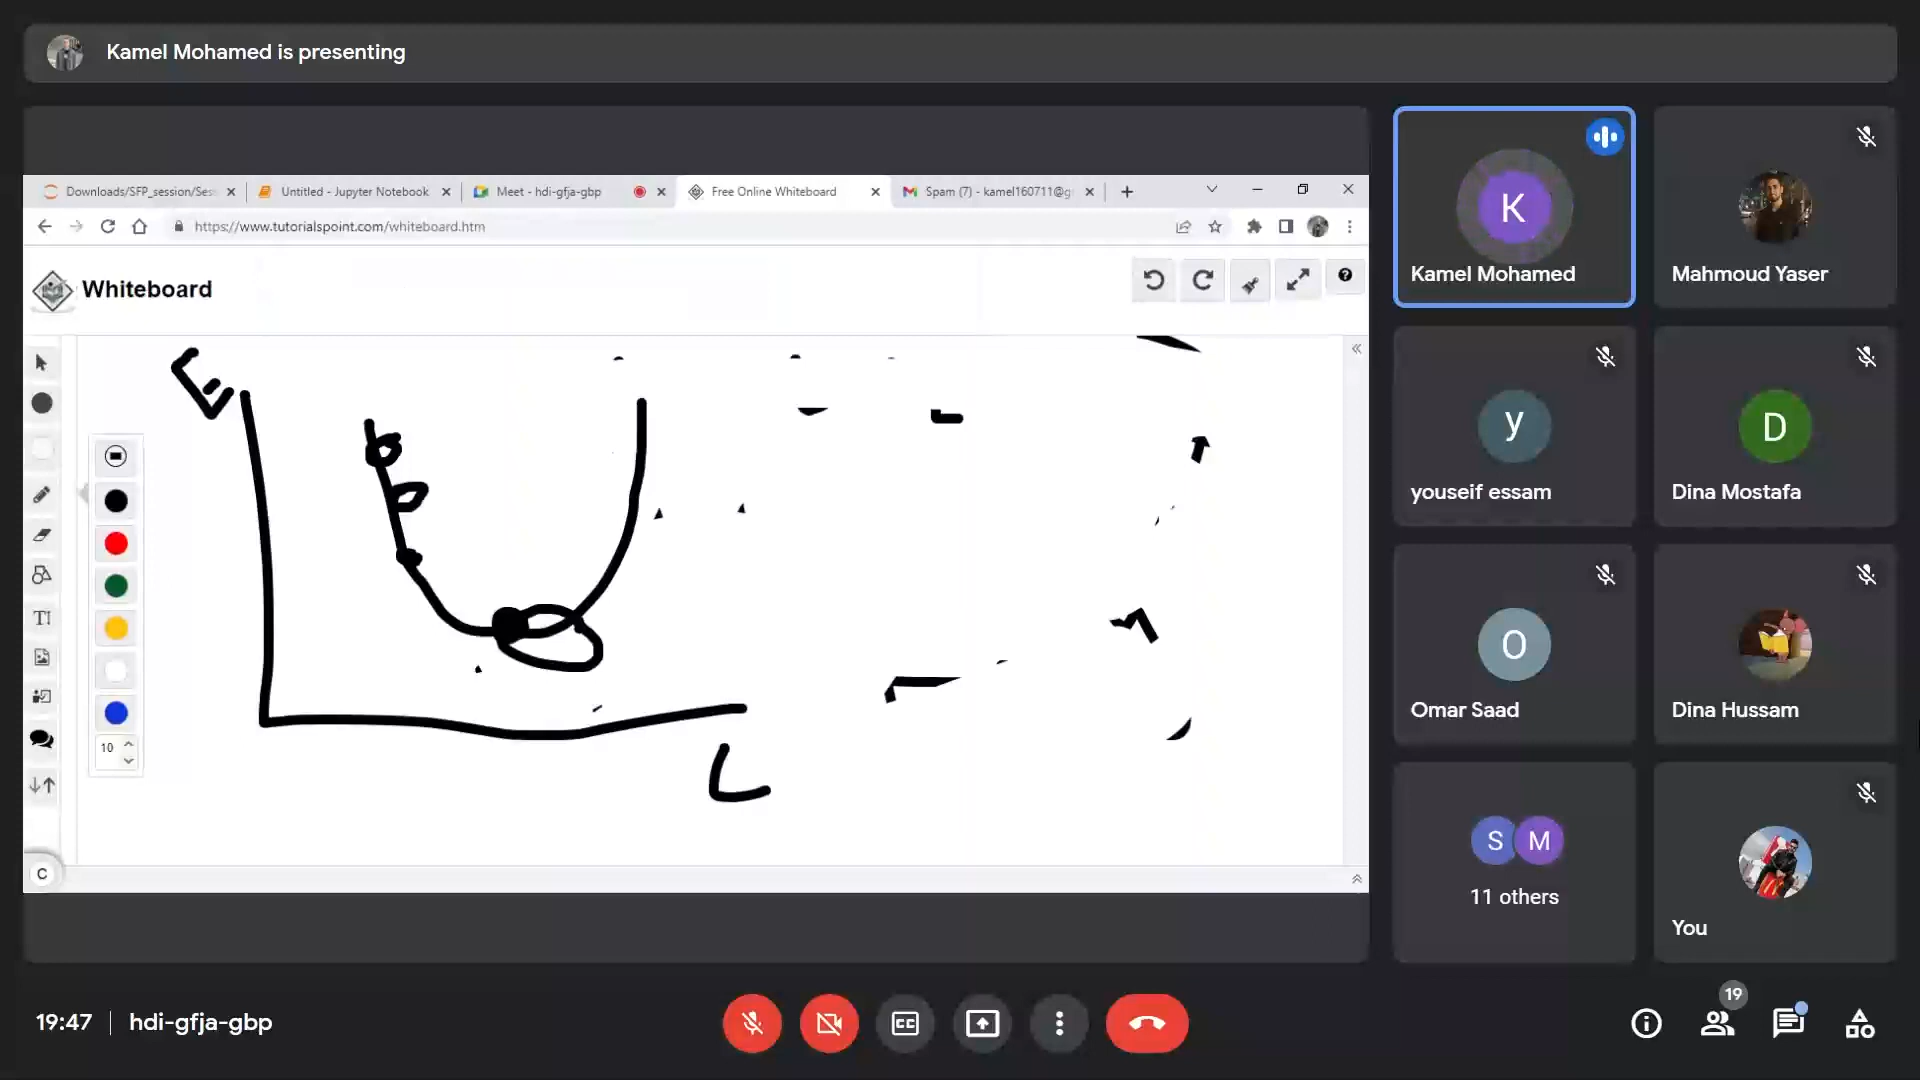 Kamel Mohamed is presenting
Downloads/SFP_session/Ses
Untitled - Jupyter Notebook
Meet - hdi-gfja-gbp
Free Online Whiteboard
Spam (7) - kamel160711@g
https://www.tutorialspoint.com/whiteboard.htm
Whiteboard
L
10
C
K
Kamel Mohamed
Mahmoud Yaser
y
youseif essam
D
Dina Mostafa
O
Omar Saad
Dina Hussam
S M
11 others
You
19:47 | hdi-gfja-gbp
CC
19